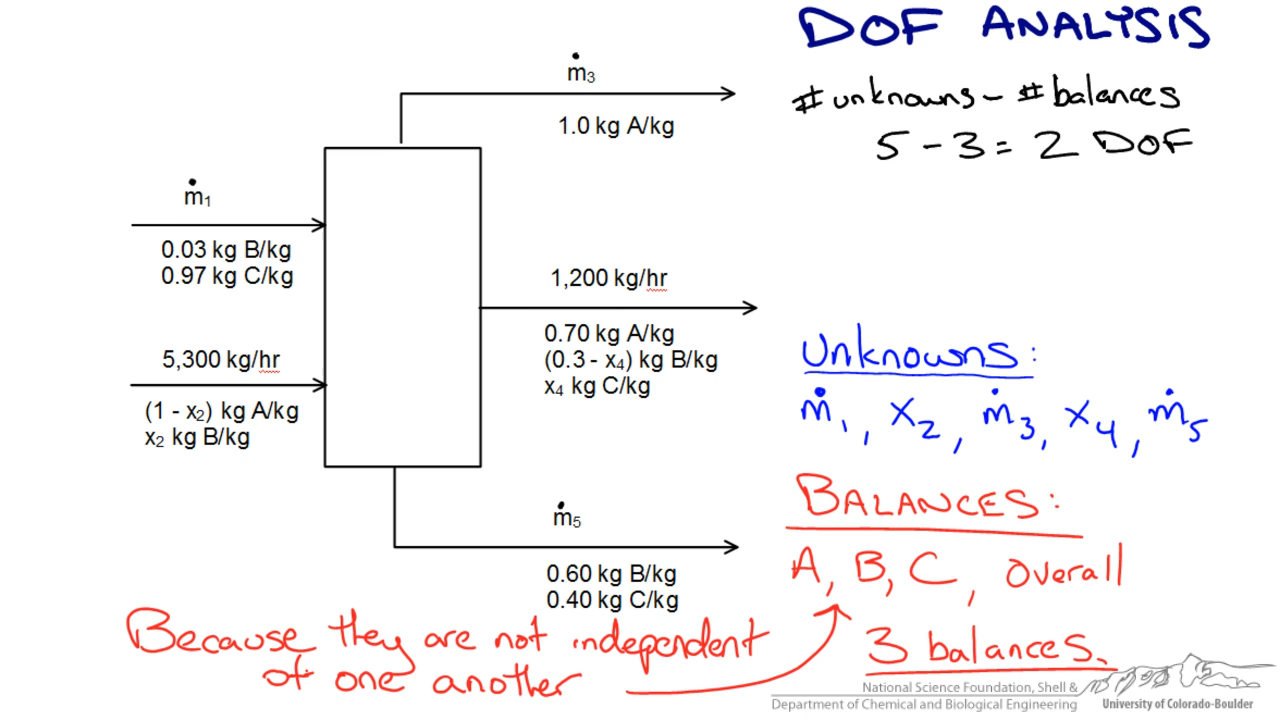 DOF ANALYSIS
# unknowns - # balances
5 - 3 = 2 DOF
ṁ3
1.0 kg A/kg
ṁ1
0.03 kg B/kg
0.97 kg C/kg
1,200 kg/hr
0.70 kg A/kg
(0.3 - x4) kg B/kg
x4 kg C/kg
5,300 kg/hr
(1 - x2) kg A/kg
x2 kg B/kg
Unknowns:
ṁ1, x2, ṁ3, x4, ṁ5
ṁ5
0.60 kg B/kg
0.40 kg C/kg
BALANCES:
A, B, C, overall
3 balances.
Because they are not independent
of one another
National Science Foundation, Shell &
Department of Chemical and Biological Engineering
University of Colorado-Boulder